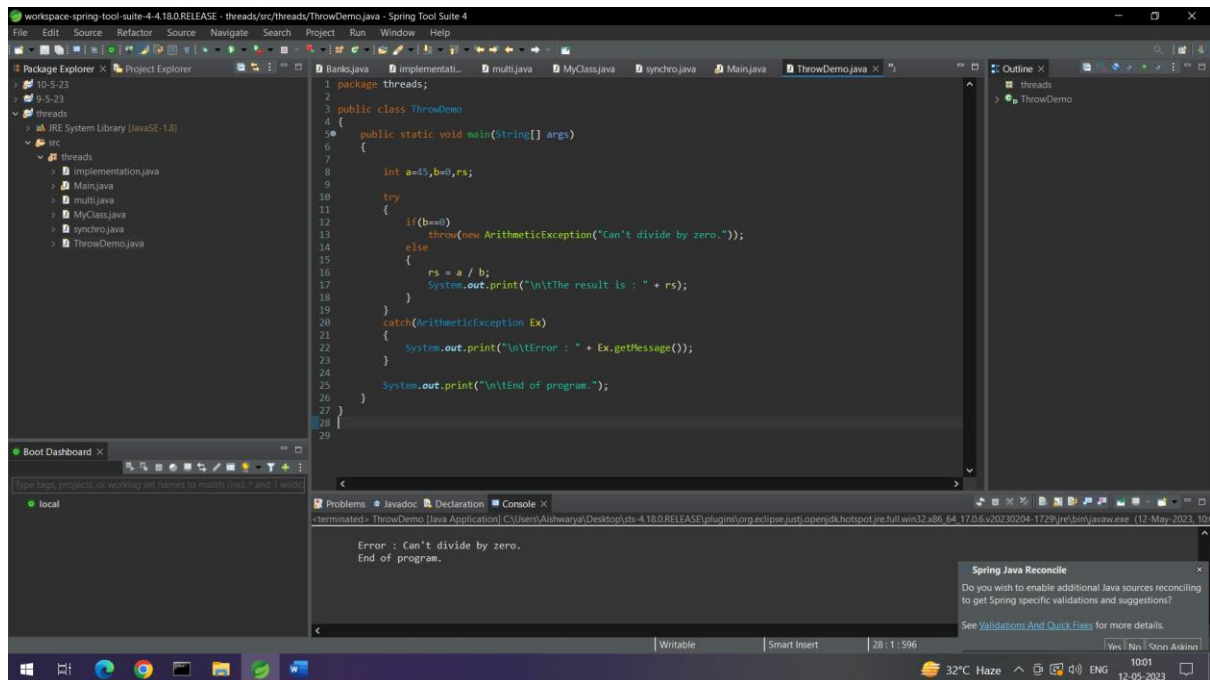 workspace-spring-tool-suite-4-4.18.0.RELEASE - threads/src/threads/ThrowDemo.java - Spring Tool Suite 4
File Edit Source Refactor Source Navigate Search Project Run Window Help
Package Explorer Project Explorer
10-5-23
9-5-23
threads
JRE System Library [JavaSE-1.8]
src
threads
implementation.java
Main.java
multi.java
MyClass.java
synchro.java
ThrowDemo.java
Banks.java implementati... multi.java MyClass.java synchro.java Main.java ThrowDemo.java
1 package threads;
2
3 public class ThrowDemo
4 {
5 public static void main(String[] args)
6 {
7
8 int a=45,b=0,rs;
9
10 try
11 {
12 if(b==0)
13 throw(new ArithmeticException("Can't divide by zero."));
14 else
15 {
16 rs = a / b;
17 System.out.print("\n\tThe result is : " + rs);
18 }
19 }
20 catch(ArithmeticException Ex)
21 {
22 System.out.print("\n\tError : " + Ex.getMessage());
23 }
24
25 System.out.print("\n\tEnd of program.");
26 }
27 }
28
29
Outline
threads
ThrowDemo
Boot Dashboard
Type tags, projects, or working set names to match (incl. * and ? wildc
local
Problems Javadoc Declaration Console
<terminated> ThrowDemo [Java Application] C:\Users\Aishwarya\Desktop\sts-4.18.0.RELEASE\plugins\org.eclipse.justj.openjdk.hotspot.jre.full.win32.x86_64_17.0.6.v20230204-1729\jre\bin\javaw.exe (12-May-2023, 10:0
Error : Can't divide by zero.
End of program.
Spring Java Reconcile
Do you wish to enable additional Java sources reconciling
to get Spring specific validations and suggestions?
See Validations And Quick Fixes for more details.
Yes No Stop Asking
Writable Smart Insert 28 : 1 : 596
32°C Haze ENG 10:01
12-05-2023